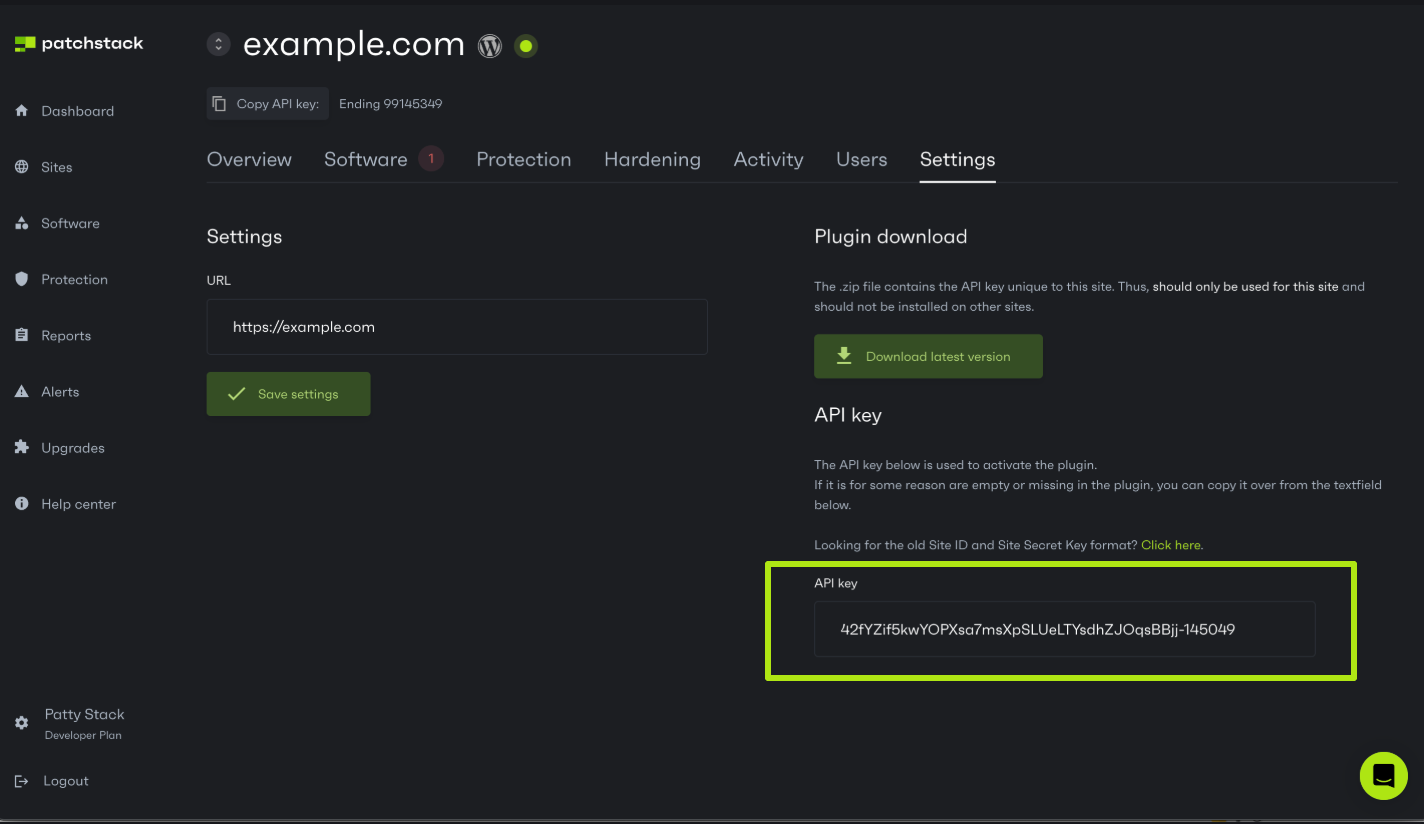 patchstack
example.com
Copy API key: Ending 99145349
Dashboard
Sites
Software
Protection
Reports
Alerts
Upgrades
Help center
Patty Stack
Developer Plan
Logout
Overview Software 1 Protection Hardening Activity Users Settings
Settings
URL
https://example.com
Save settings
Plugin download
The .zip file contains the API key unique to this site. Thus, should only be used for this site and
should not be installed on other sites.
Download latest version
API key
The API key below is used to activate the plugin.
If it is for some reason are empty or missing in the plugin, you can copy it over from the textfield
below.
Looking for the old Site ID and Site Secret Key format? Click here.
API key
42fYZif5kwYOPXsa7msXpSLUeLTYsdhZJOqsBBjj-145049